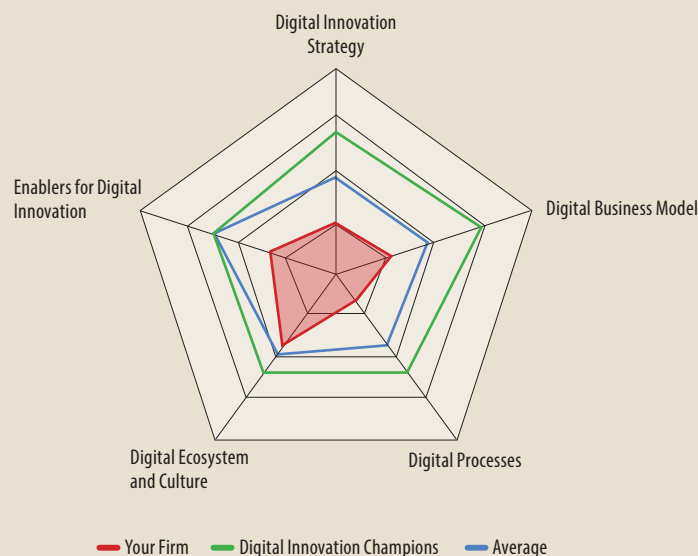 Digital Innovation
Strategy
Enablers for Digital
Innovation
Digital Business Model
Digital Ecosystem
and Culture
Digital Processes
Your Firm
Digital Innovation Champions
Average